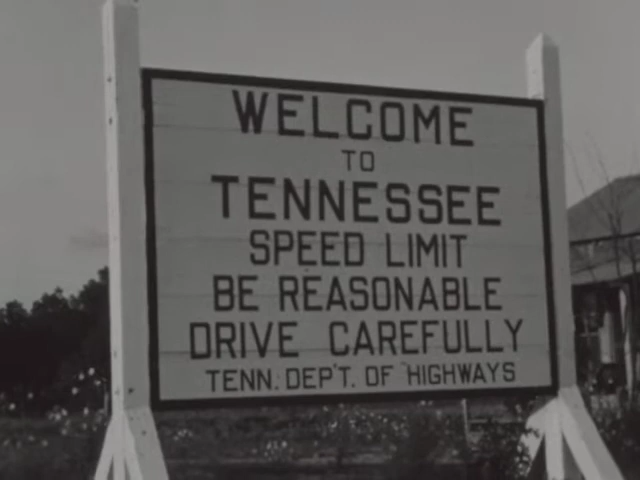 WELCOME
TO
TENNESSEE
SPEED LIMIT
BE REASONABLE
DRIVE CAREFULLY
TENN. DEP'T. OF HIGHWAYS